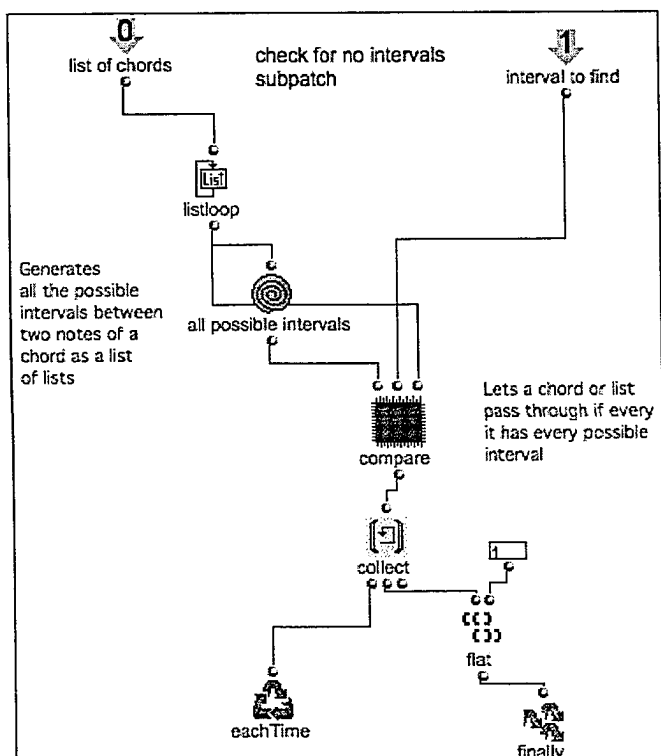 0
list of chords
check for no intervals
subpatch
1
interval to find
List
listloop
Generates
all the possible
intervals between
two notes of a
chord as a list
of lists
all possible intervals
Lets a chord or list
pass through if every
it has every possible
interval
compare
collect
1
flat
eachTime
finally